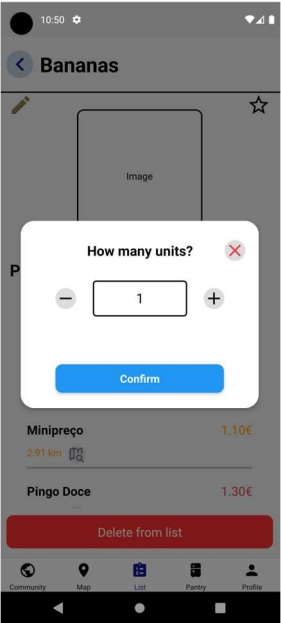 10:50
Bananas
Image
How many units?
P
1
Confirm
Minipreço 1.10€
2.91 km
Pingo Doce 1.30€
Delete from list
Community Map List Pantry Profile